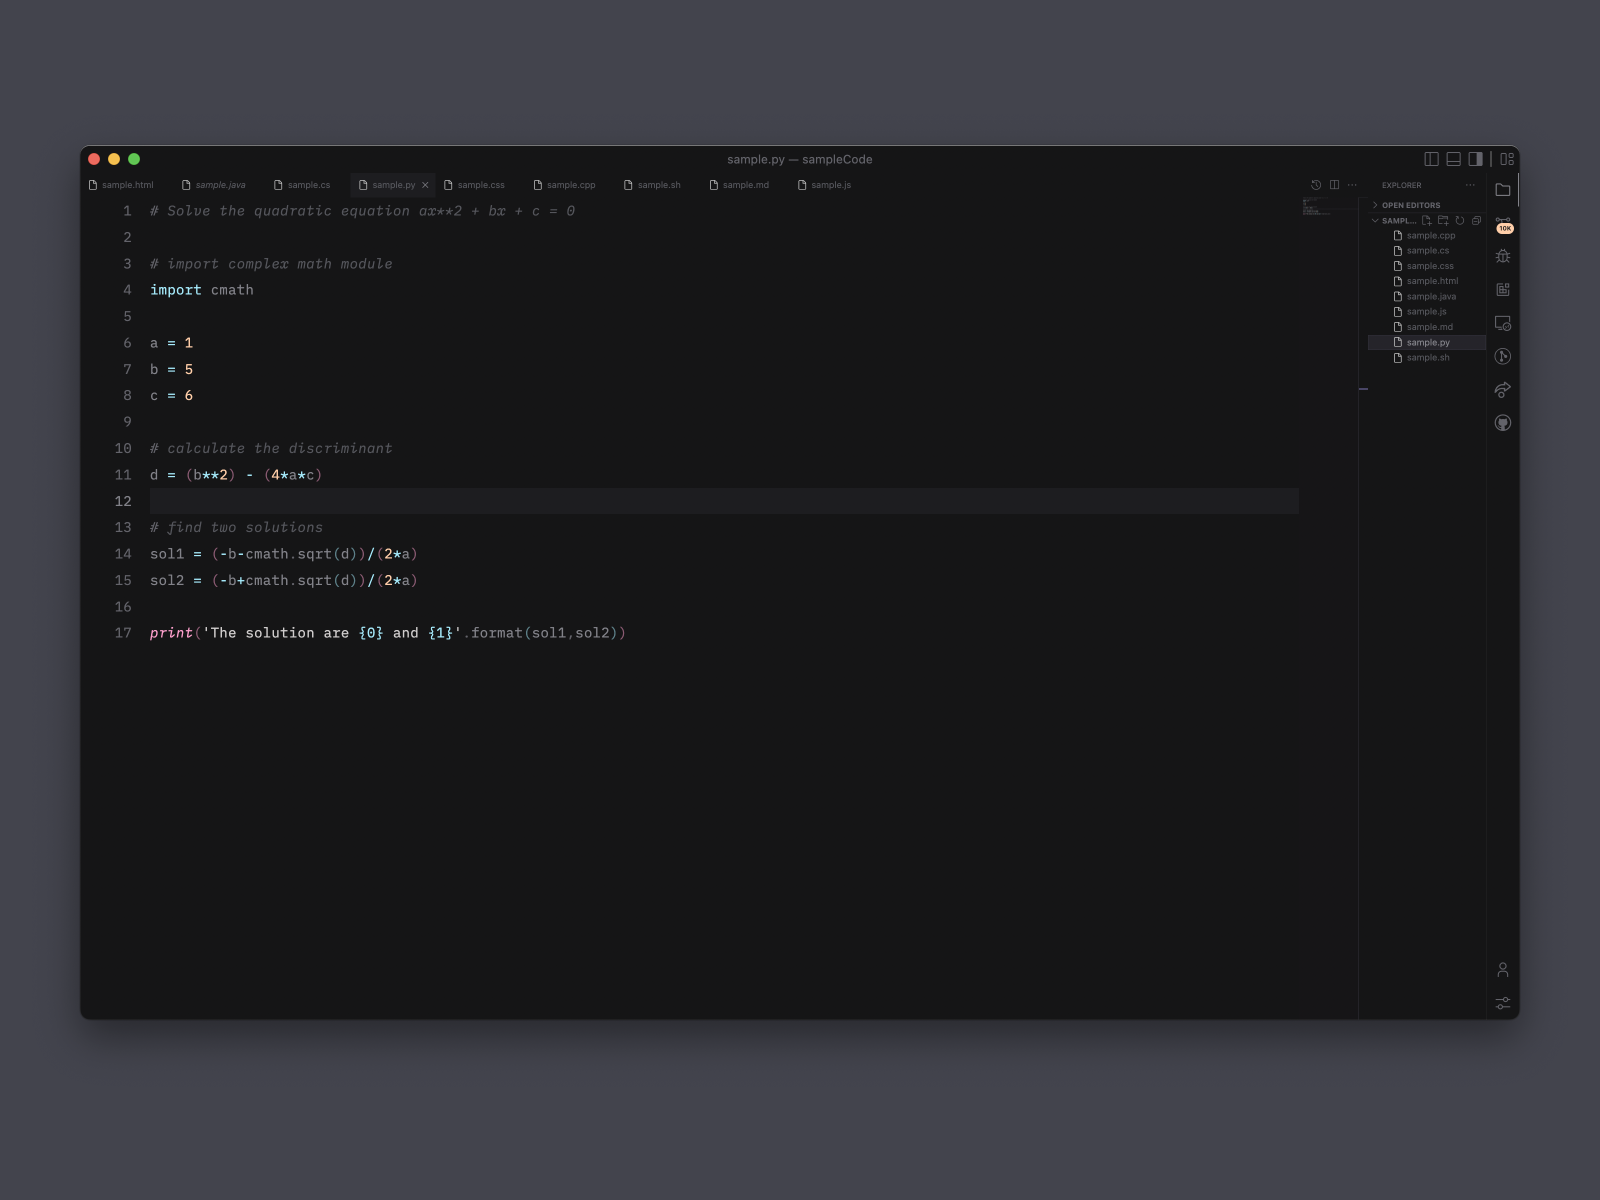 sample.py — sampleCode
sample.html sample.java sample.cs sample.py sample.css sample.cpp sample.sh sample.md sample.js
1 # Solve the quadratic equation ax**2 + bx + c = 0
2
3 # import complex math module
4 import cmath
5
6 a = 1
7 b = 5
8 c = 6
9
10 # calculate the discriminant
11 d = (b**2) - (4*a*c)
12
13 # find two solutions
14 sol1 = (-b-cmath.sqrt(d))/(2*a)
15 sol2 = (-b+cmath.sqrt(d))/(2*a)
16
17 print('The solution are {0} and {1}'.format(sol1,sol2))
EXPLORER
OPEN EDITORS
SAMPL...
sample.cpp
sample.cs
sample.css
sample.html
sample.java
sample.js
sample.md
sample.py
sample.sh
10K